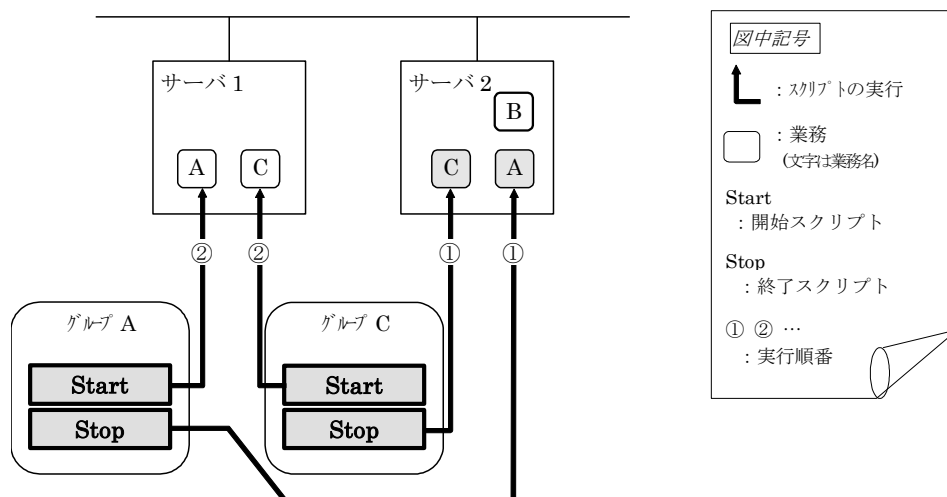 サーバ 1
サーバ 2
B
A
C
C
A
②
②
①
①
グループ A
グループ C
Start
Stop
Start
Stop
図中記号
：スクリプトの実行
：業務
(文字は業務名)
Start
：開始スクリプト
Stop
：終了スクリプト
① ② …
：実行順番